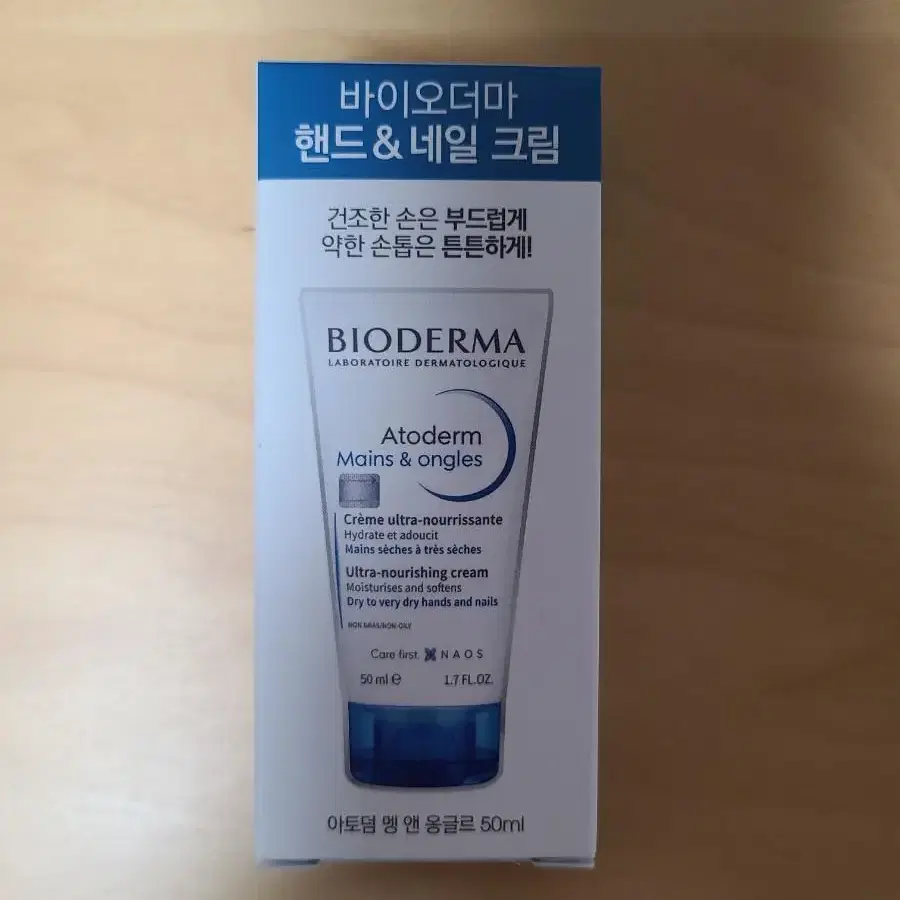 바이오더마
핸드&네일 크림
건조한 손은 부드럽게
약한 손톱은 튼튼하게!
BIODERMA
LABORATOIRE DERMATOLOGIQUE
Atoderm
Mains & ongles
Crème ultra-nourrissante
Hydrate et adoucit
Mains sèches à très sèches
Ultra-nourishing cream
Moisturises and softens
Dry to very dry hands and nails
NON GRAS/NON-OILY
Care first NAOS
50 ml ℮ 1.7 FL.OZ.
아토덤 멩 앤 옹글르 50ml